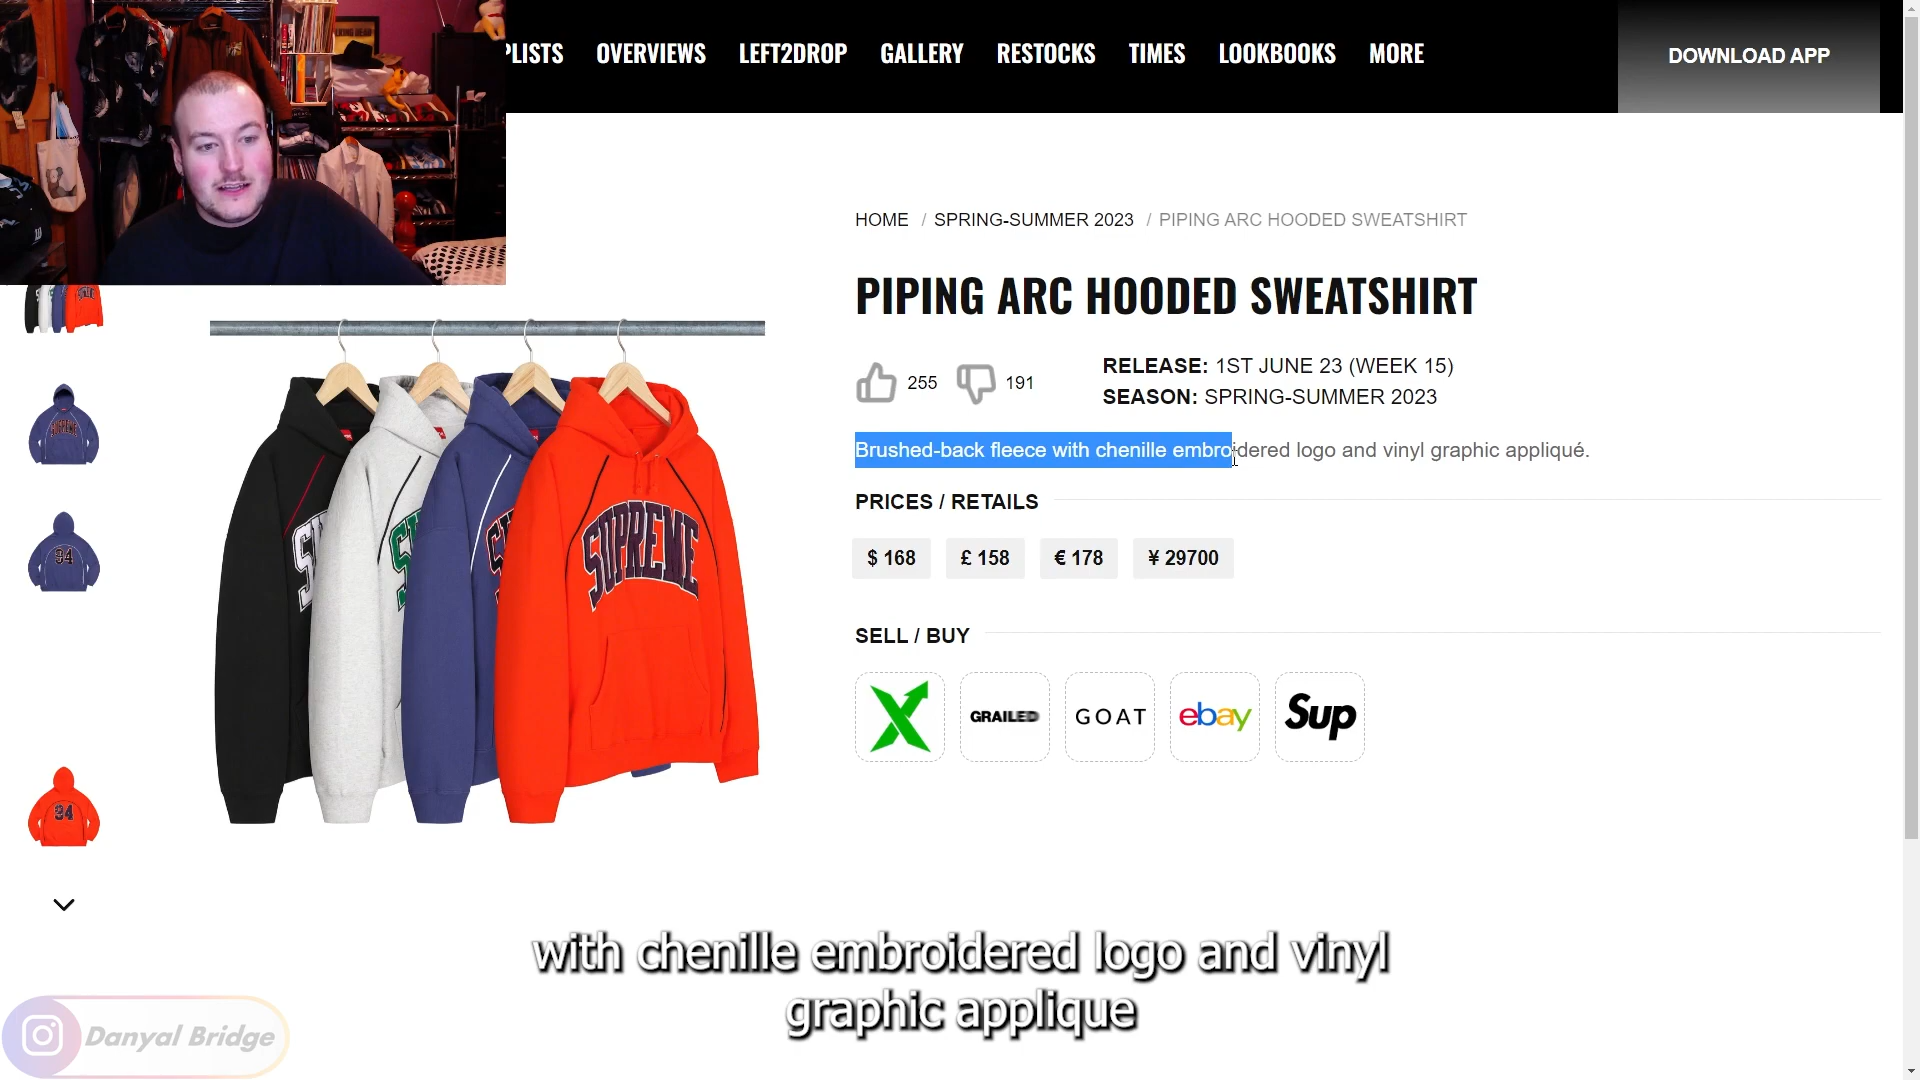 PLISTS OVERVIEWS LEFT2DROP GALLERY RESTOCKS TIMES LOOKBOOKS MORE
DOWNLOAD APP
HOME / SPRING-SUMMER 2023 / PIPING ARC HOODED SWEATSHIRT
PIPING ARC HOODED SWEATSHIRT
255 191
RELEASE: 1ST JUNE 23 (WEEK 15)
SEASON: SPRING-SUMMER 2023
Brushed-back fleece with chenille embroidered logo and vinyl graphic appliqué.
PRICES / RETAILS
$ 168 £ 158 € 178 ¥ 29700
SELL / BUY
GRAILED GOAT ebay Sup
SUPREME
SUPREME
34
34
with chenille embroidered logo and vinyl
graphic applique
Danyal Bridge